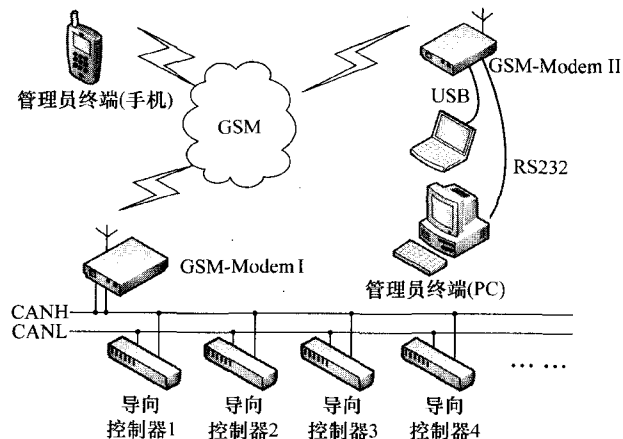 管理员终端(手机)
GSM
GSM-Modem II
USB
RS232
管理员终端(PC)
GSM-Modem I
CANH
CANL
导向
控制器1
导向
控制器2
导向
控制器3
导向
控制器4
… …